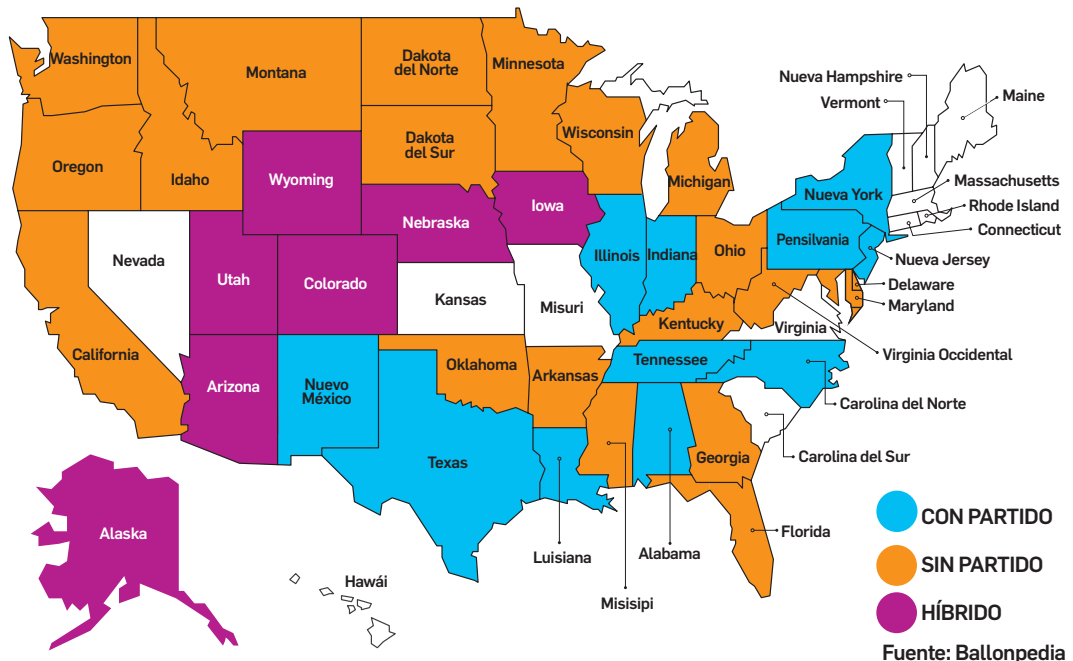 Washington
Montana
Dakota
del Norte
Minnesota
Nueva Hampshire
Vermont
Maine
Oregon
Idaho
Wyoming
Dakota
del Sur
Wisconsin
Michigan
Nueva York
Massachusetts
Rhode Island
Connecticut
Nevada
Utah
Colorado
Nebraska
Iowa
Illinois
Indiana
Ohio
Pensilvania
Nueva Jersey
Delaware
Maryland
Kansas
Misuri
Kentucky
Virginia
Virginia Occidental
California
Arizona
Nuevo
México
Oklahoma
Arkansas
Tennessee
Carolina del Norte
Texas
Georgia
Carolina del Sur
Alaska
Hawái
Luisiana
Misisipi
Alabama
Florida
CON PARTIDO
SIN PARTIDO
HÍBRIDO
Fuente: Ballonpedia